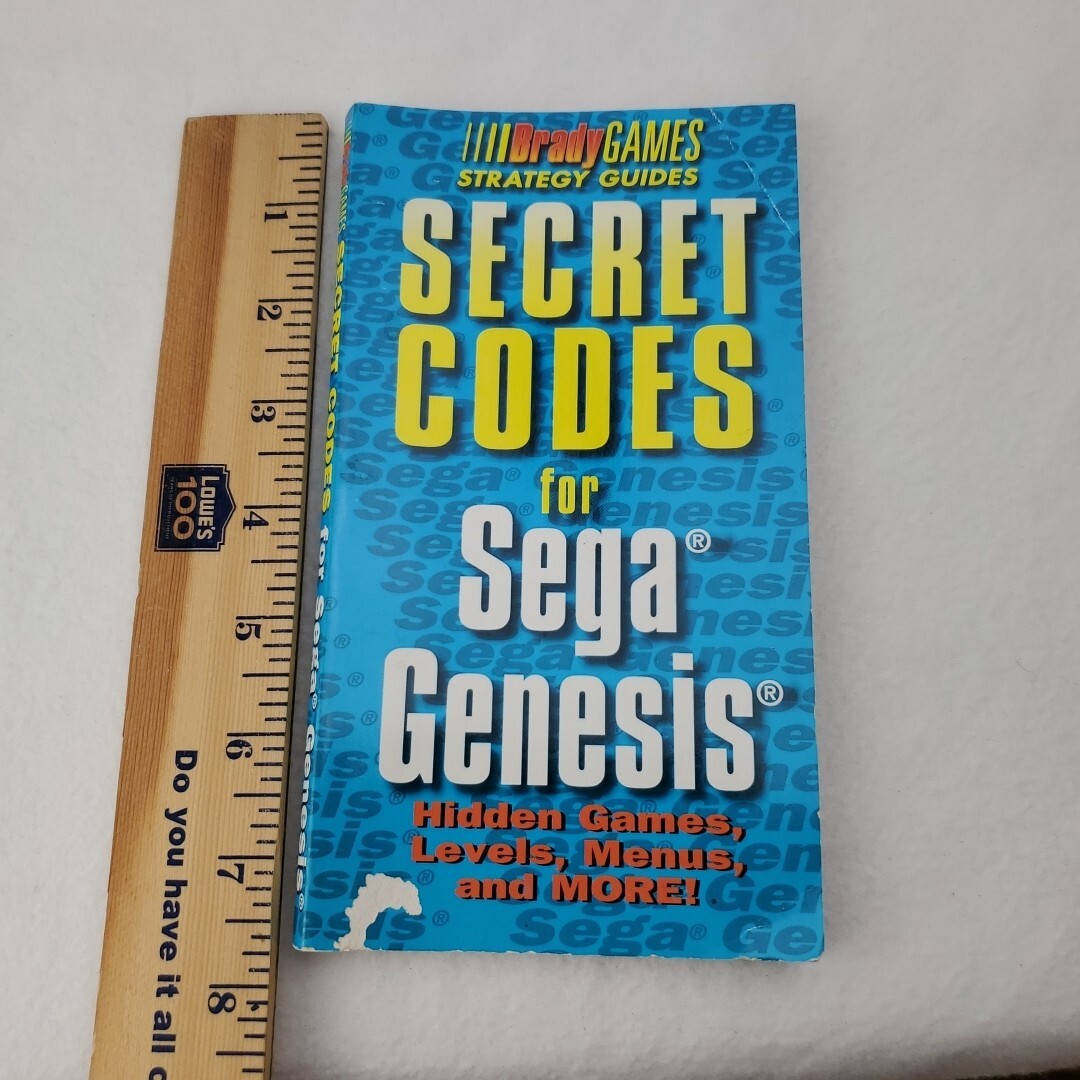 BradyGAMES
STRATEGY GUIDES
SECRET
CODES
for
Sega®
Genesis®
Hidden Games,
Levels, Menus,
and MORE!
SECRET CODES for Sega® Genesis®
1
2
3
4
5
6
7
8
LOWE'S
100
Do you have it all